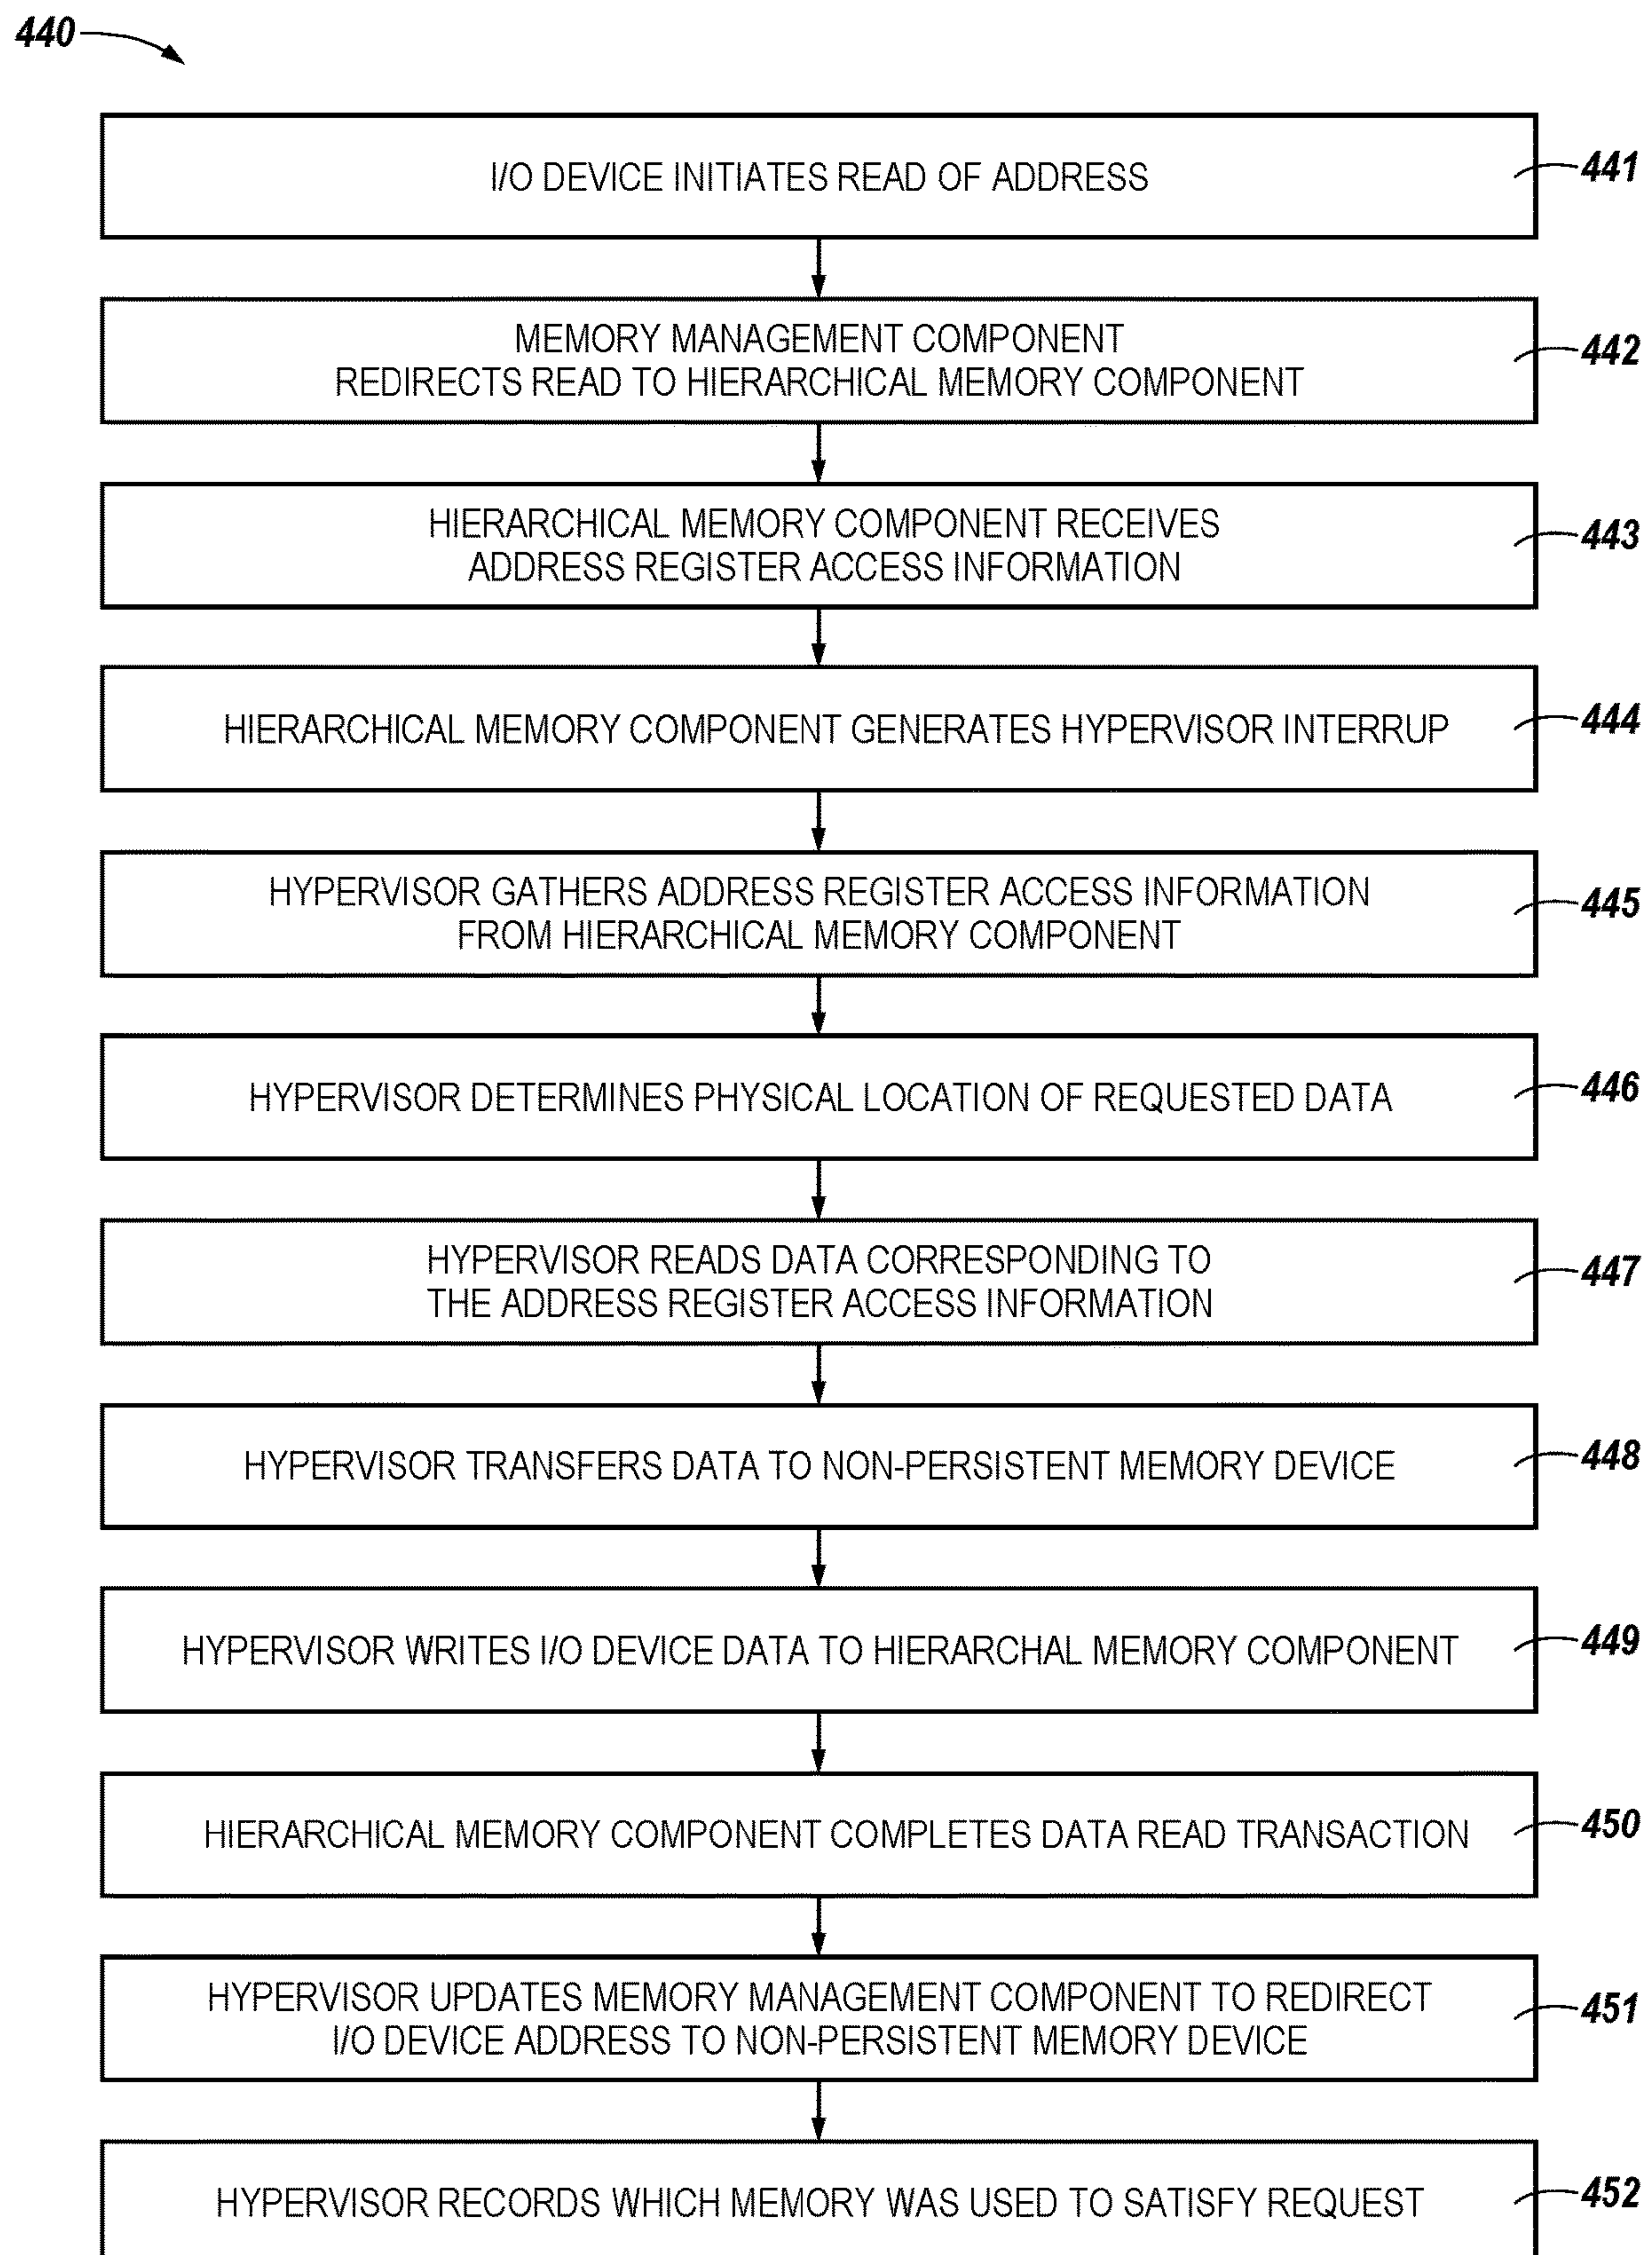 440
I/O DEVICE INITIATES READ OF ADDRESS
441
MEMORY MANAGEMENT COMPONENT
REDIRECTS READ TO HIERARCHICAL MEMORY COMPONENT
442
HIERARCHICAL MEMORY COMPONENT RECEIVES
ADDRESS REGISTER ACCESS INFORMATION
443
HIERARCHICAL MEMORY COMPONENT GENERATES HYPERVISOR INTERRUP
444
HYPERVISOR GATHERS ADDRESS REGISTER ACCESS INFORMATION
FROM HIERARCHICAL MEMORY COMPONENT
445
HYPERVISOR DETERMINES PHYSICAL LOCATION OF REQUESTED DATA
446
HYPERVISOR READS DATA CORRESPONDING TO
THE ADDRESS REGISTER ACCESS INFORMATION
447
HYPERVISOR TRANSFERS DATA TO NON-PERSISTENT MEMORY DEVICE
448
HYPERVISOR WRITES I/O DEVICE DATA TO HIERARCHAL MEMORY COMPONENT
449
HIERARCHICAL MEMORY COMPONENT COMPLETES DATA READ TRANSACTION
450
HYPERVISOR UPDATES MEMORY MANAGEMENT COMPONENT TO REDIRECT
I/O DEVICE ADDRESS TO NON-PERSISTENT MEMORY DEVICE
451
HYPERVISOR RECORDS WHICH MEMORY WAS USED TO SATISFY REQUEST
452